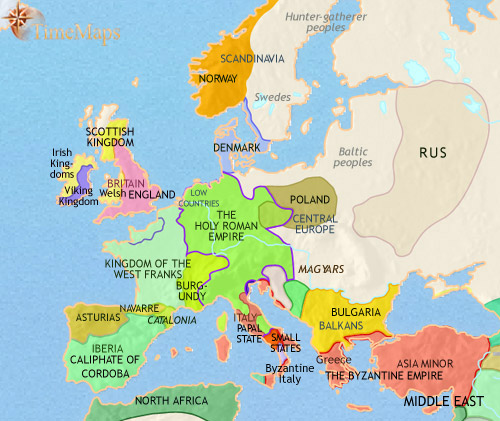 TimeMaps
Hunter-gatherer
peoples
SCANDINAVIA
NORWAY
Swedes
SCOTTISH
KINGDOM
Irish
King-
doms
Viking
Kingdom
BRITAIN
Welsh ENGLAND
DENMARK
Baltic
peoples
RUS
LOW
COUNTRIES
THE
HOLY ROMAN
EMPIRE
POLAND
CENTRAL
EUROPE
KINGDOM OF
THE
WEST FRANKS
MAGYARS
BURG-
UNDY
NAVARRE
ASTURIAS
CATALONIA
ITALY
PAPAL
STATE
SMALL
STATES
BULGARIA
BALKANS
IBERIA
CALIPHATE OF
CORDOBA
Byzantine
Italy
Greece
ASIA MINOR
THE BYZANTINE EMPIRE
NORTH AFRICA
MIDDLE EAST